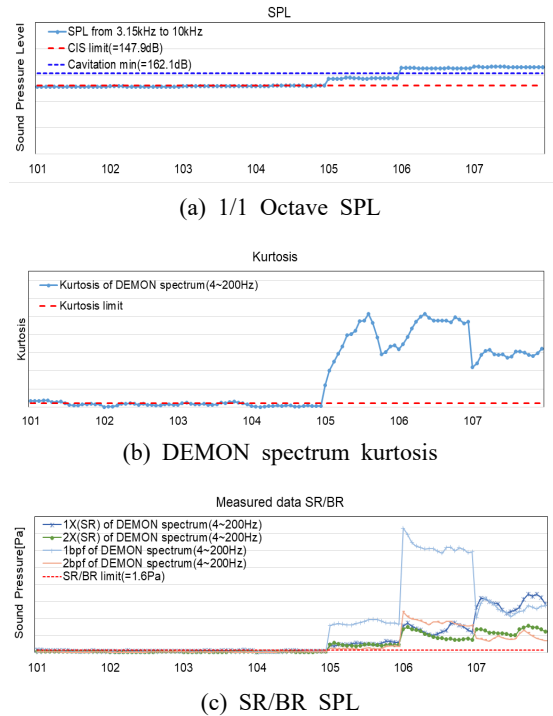 SPL
SPL from 3.15kHz to 10kHz
CIS limit(=147.9dB)
Cavitation min(=162.1dB)
Sound Pressure Level
101 102 103 104 105 106 107
(a) 1/1 Octave SPL
Kurtosis
Kurtosis of DEMON spectrum(4~200Hz)
Kurtosis limit
Kurtosis
101 102 103 104 105 106 107
(b) DEMON spectrum kurtosis
Measured data SR/BR
1X(SR) of DEMON spectrum(4~200Hz)
2X(SR) of DEMON spectrum(4~200Hz)
1bpf of DEMON spectrum(4~200Hz)
2bpf of DEMON spectrum(4~200Hz)
SR/BR limit(=1.6Pa)
Sound Pressure[Pa]
101 102 103 104 105 106 107
(c) SR/BR SPL